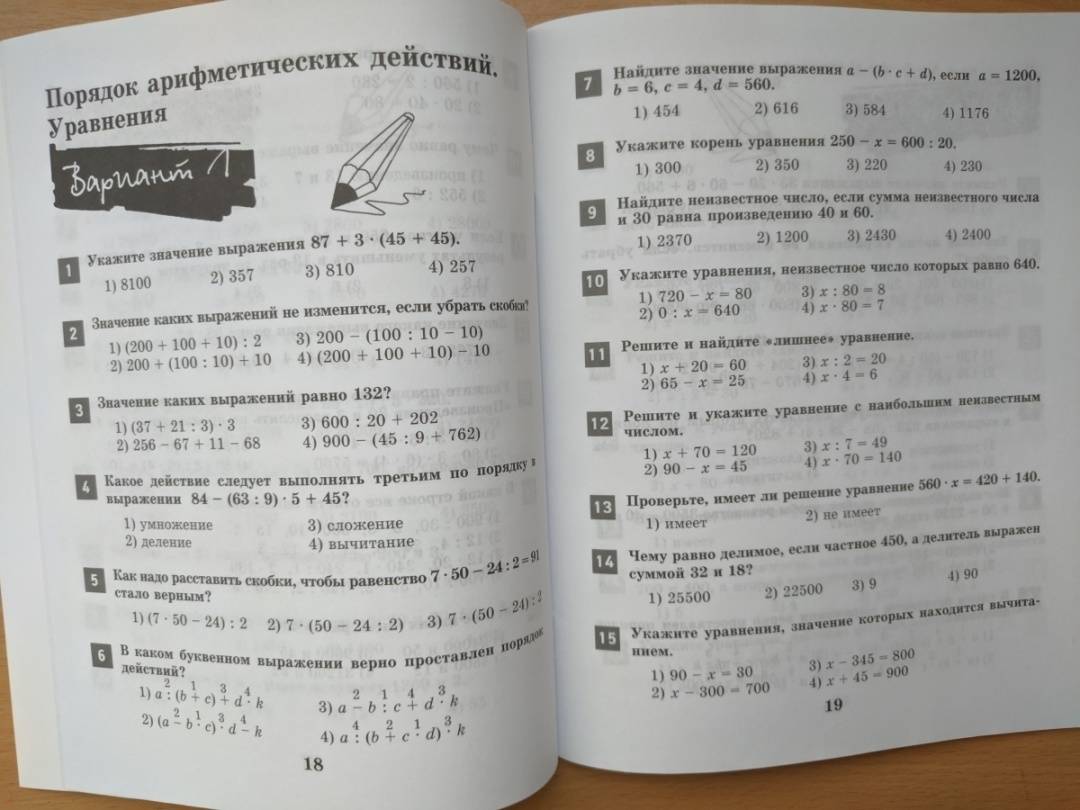 Порядок арифметических действий.
Уравнения
Вариант 1
1 Укажите значение выражения 87 + 3 · (45 + 45).
1) 8100 2) 357 3) 810 4) 257
2 Значение каких выражений не изменится, если убрать скобки?
1) (200 + 100 + 10) : 2 3) 200 − (100 : 10 − 10)
2) 200 + (100 : 10) + 10 4) (200 + 100 + 10) − 10
3 Значение каких выражений равно 132?
1) (37 + 21 : 3) · 3 3) 600 : 20 + 202
2) 256 − 67 + 11 − 68 4) 900 − (45 : 9 + 762)
4 Какое действие следует выполнять третьим по порядку в
выражении 84 − (63 : 9) · 5 + 45?
1) умножение 3) сложение
2) деление 4) вычитание
5 Как надо расставить скобки, чтобы равенство 7 · 50 − 24 : 2 = 91
стало верным?
1) (7 · 50 − 24) : 2 2) 7 · (50 − 24 : 2) 3) 7 · (50 − 24) : 2
6 В каком буквенном выражении верно проставлен порядок
действий?
2 1 3 4 2 1 4 3
1) a : (b + c) + d · k 3) a − b : c + d · k
2 1 3 4 4 2 1 3
2) (a − b · c) · d − k 4) a : (b + c · d) · k
18
7 Найдите значение выражения a − (b · c + d), если a = 1200,
b = 6, c = 4, d = 560.
1) 454 2) 616 3) 584 4) 1176
8 Укажите корень уравнения 250 − x = 600 : 20.
1) 300 2) 350 3) 220 4) 230
9 Найдите неизвестное число, если сумма неизвестного числа
и 30 равна произведению 40 и 60.
1) 2370 2) 1200 3) 2430 4) 2400
10 Укажите уравнения, неизвестное число которых равно 640.
1) 720 − x = 80 3) x : 80 = 8
2) 0 : x = 640 4) x · 80 = 7
11 Решите и найдите «лишнее» уравнение.
1) x + 20 = 60 3) x : 2 = 20
2) 65 − x = 25 4) x · 4 = 6
12 Решите и укажите уравнение с наибольшим неизвестным
числом.
1) x + 70 = 120 3) x : 7 = 49
2) 90 − x = 45 4) x · 70 = 140
13 Проверьте, имеет ли решение уравнение 560 · x = 420 + 140.
1) имеет 2) не имеет
14 Чему равно делимое, если частное 450, а делитель выражен
суммой 32 и 18?
1) 25500 2) 22500 3) 9 4) 90
15 Укажите уравнения, значение которых находится вычита-
нием.
1) 90 − x = 30 3) x − 345 = 800
2) x − 300 = 700 4) x + 45 = 900
19